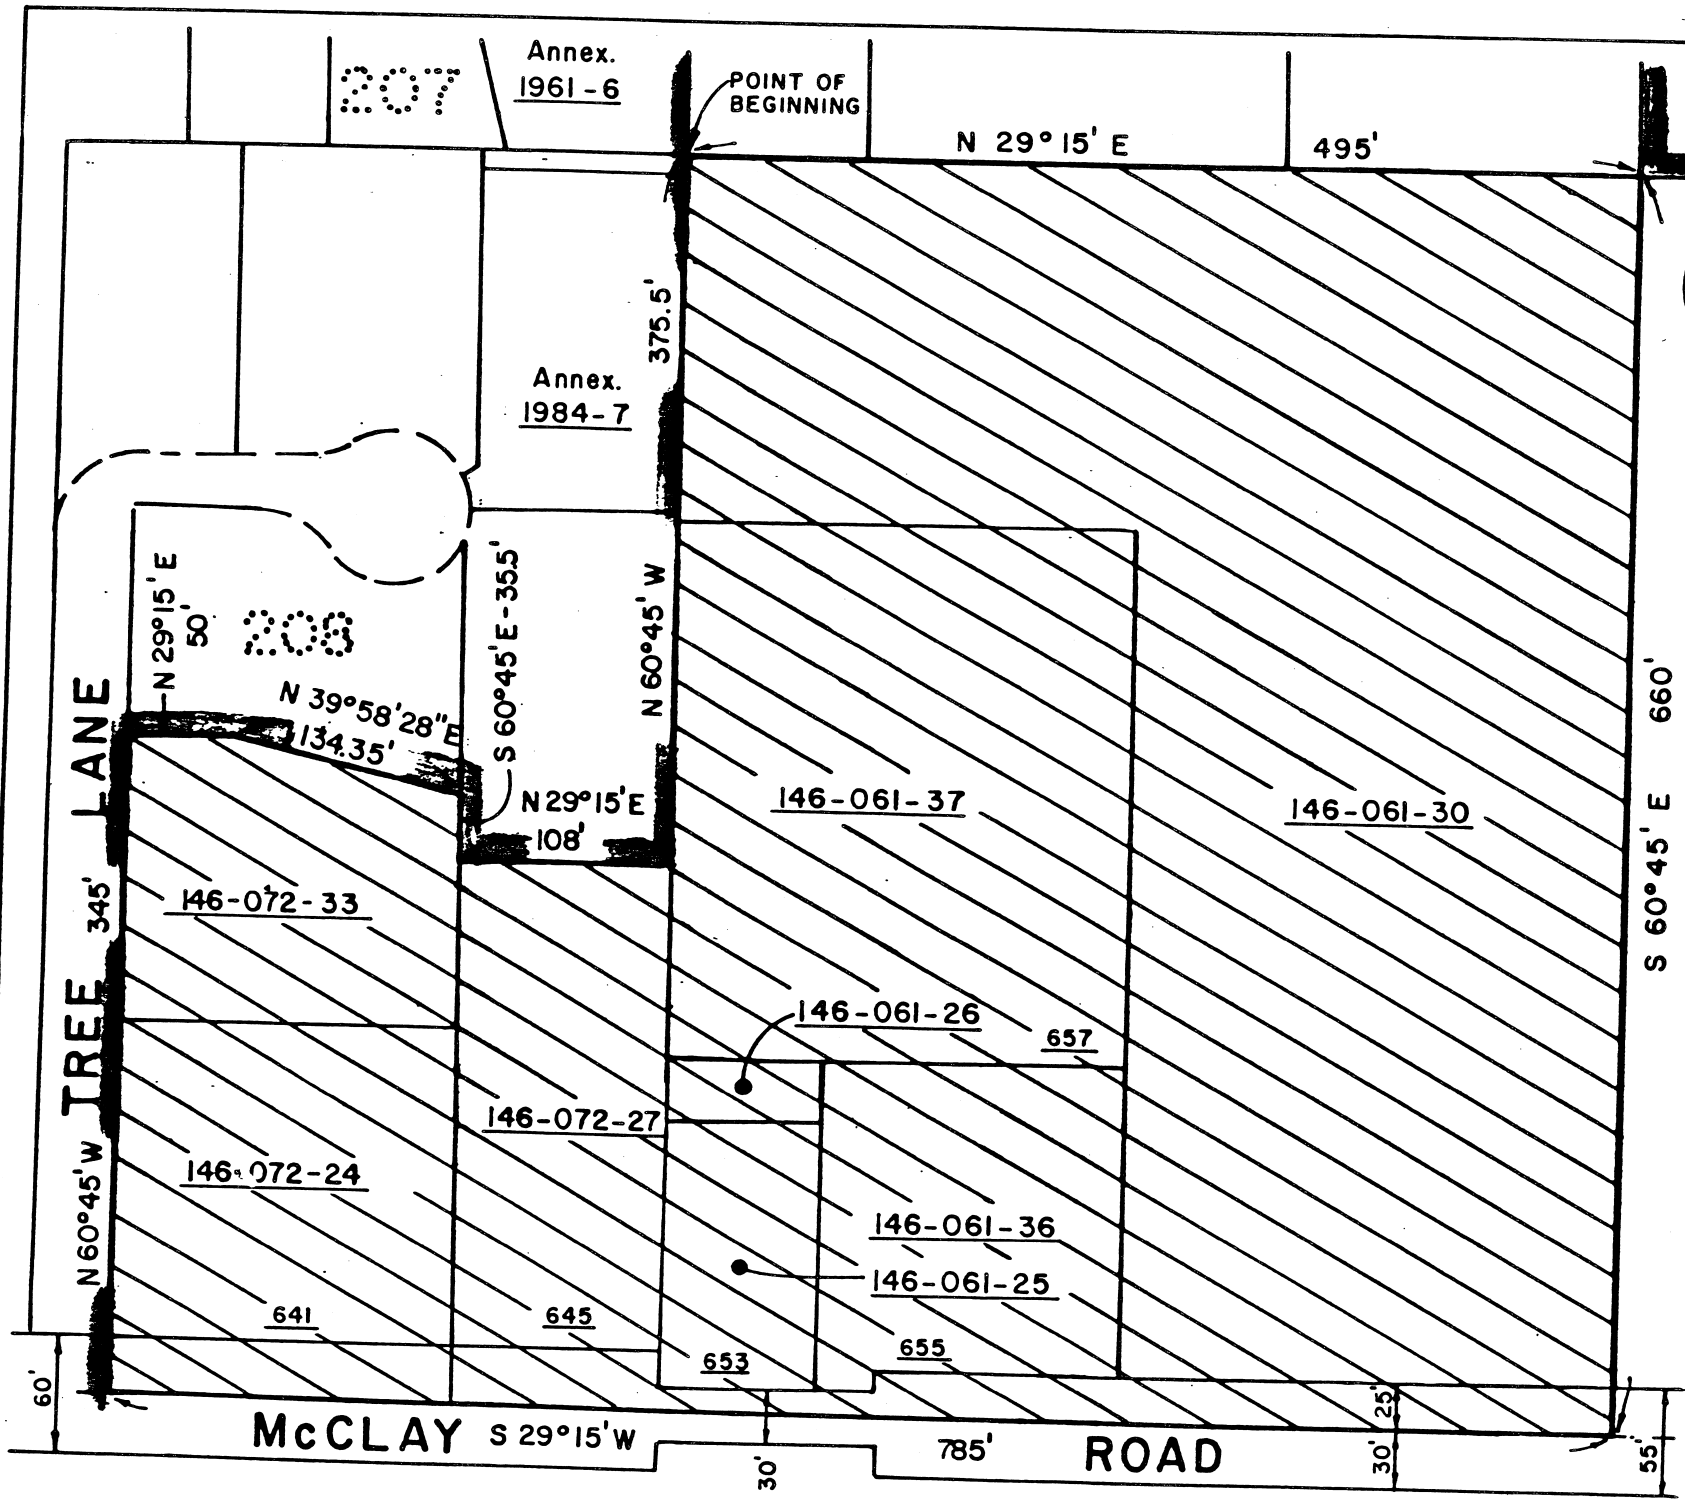 207
Annex.
1961-6
POINT OF
BEGINNING
N 29° 15' E
495'
375.5'
Annex.
1984-7
N 29° 15' E
50'
208
N 39° 58' 28" E
134.35'
S 60° 45' E - 35.5'
N 60° 45' W
N 29° 15' E
108'
146-061-37
146-061-30
S 60° 45' E 660'
TREE LANE
345'
N 60° 45' W
146-072-33
146-061-26
657
146-072-27
146-072-24
146-061-36
146-061-25
641
645
653
655
60'
McCLAY
S 29° 15' W
785'
ROAD
30'
25'
30'
55'